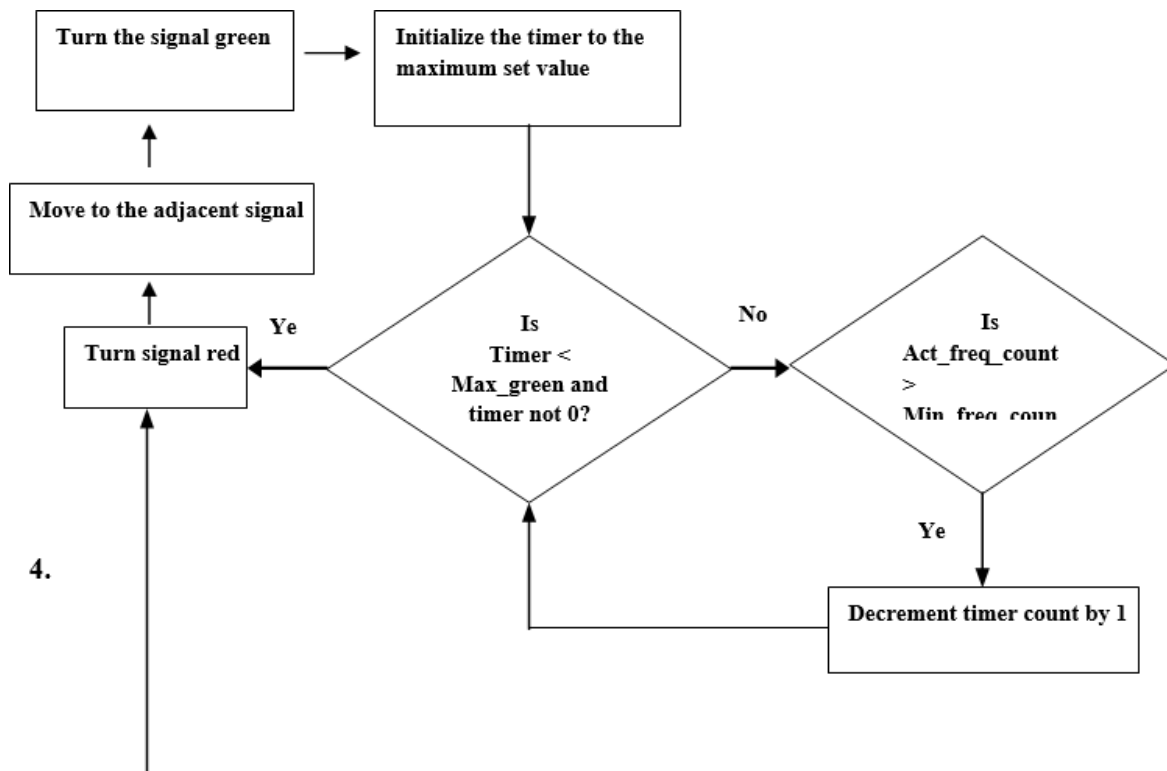 Turn the signal green
Initialize the timer to the
maximum set value
Move to the adjacent signal
Turn signal red
Ye
Is
Timer <
Max_green and
timer not 0?
No
Is
Act_freq_count
>
Min_freq_coun
Ye
Decrement timer count by 1
4.